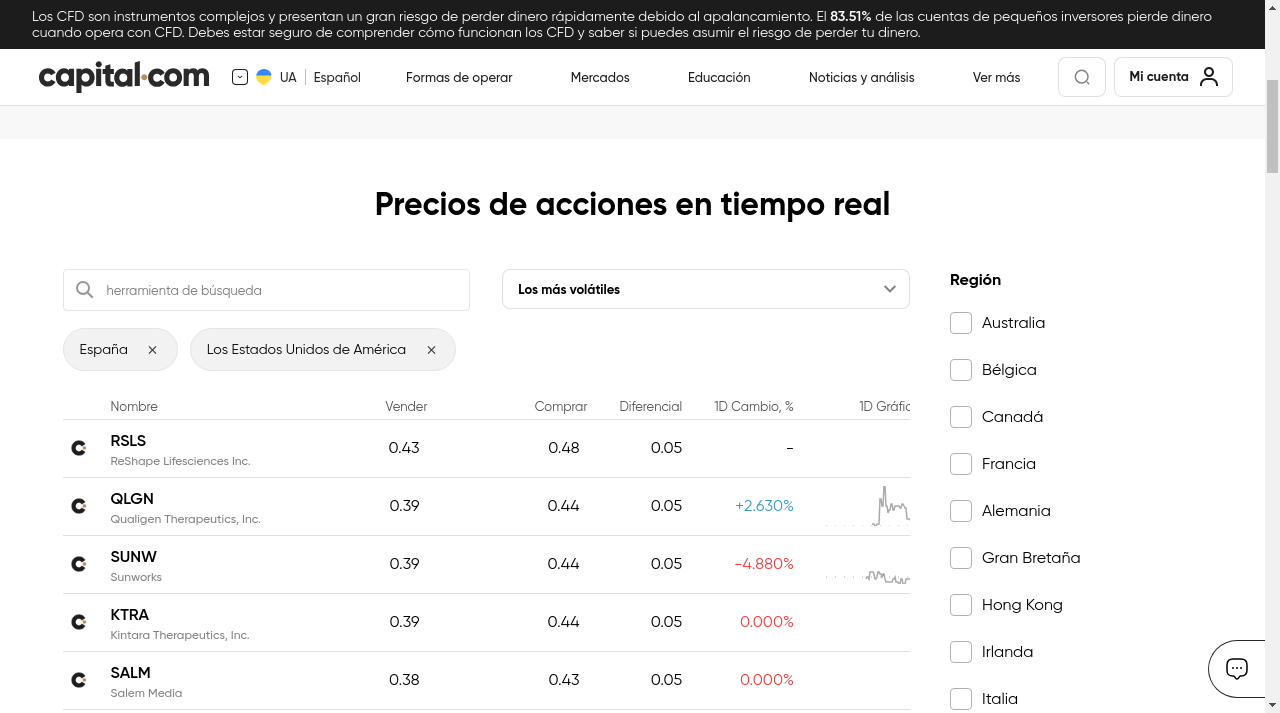 Los CFD son instrumentos complejos y presentan un gran riesgo de perder dinero rápidamente debido al apalancamiento. El 83.51% de las cuentas de pequeños inversores pierde dinero
cuando opera con CFD. Debes estar seguro de comprender cómo funcionan los CFD y saber si puedes asumir el riesgo de perder tu dinero.
capital.com UA Español Formas de operar Mercados Educación Noticias y análisis Ver más Mi cuenta
Precios de acciones en tiempo real
herramienta de búsqueda
Los más volátiles
España
Los Estados Unidos de América
Nombre Vender Comprar Diferencial 1D Cambio, % 1D Gráfic
RSLS 0.43 0.48 0.05 -
ReShape Lifesciences Inc.
QLGN 0.39 0.44 0.05 +2.630%
Qualigen Therapeutics, Inc.
SUNW 0.39 0.44 0.05 -4.880%
Sunworks
KTRA 0.39 0.44 0.05 0.000%
Kintara Therapeutics, Inc.
SALM 0.38 0.43 0.05 0.000%
Salem Media
Región
Australia
Bélgica
Canadá
Francia
Alemania
Gran Bretaña
Hong Kong
Irlanda
Italia